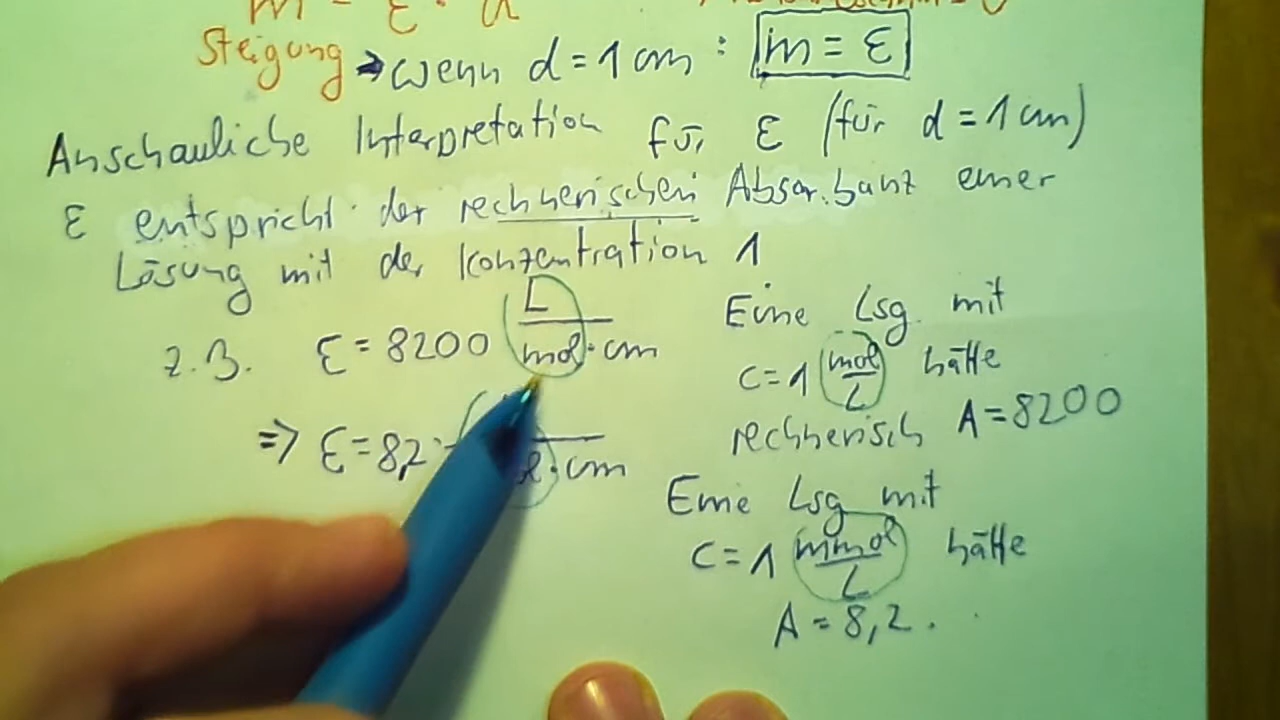 m = ε · d
Steigung → wenn d = 1 cm : m = ε
Anschauliche Interpretation für ε (für d = 1 cm)
ε entspricht der rechnerischen Absorbanz einer
Lösung mit der Konzentration 1
z.B. ε = 8200 L/mol · cm
⇒ ε = 8,2 · cm
Eine Lsg. mit
c = 1 mol/L hätte
rechnerisch A = 8200
Eine Lsg mit
c = 1 mmol/L hätte
A = 8,2.